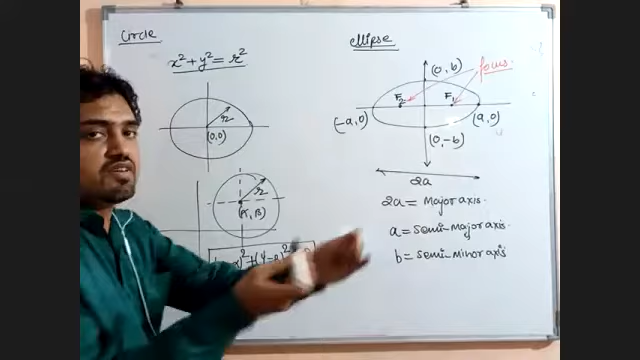 Circle
x² + y² = r²
r
(0,0)
r
(α, β)
ellipse
(0, b)
focus
F₂ F₁
(-a, 0) (a, 0)
(0, -b)
2a
2a = Major axis.
a = semi-major axis.
b = semi-minor axis